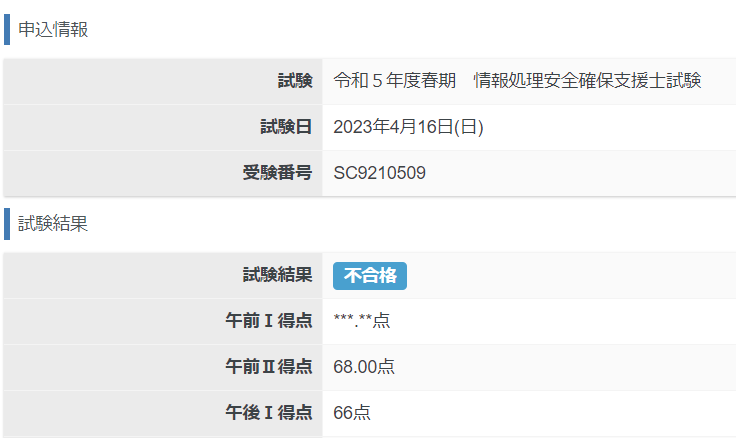 申込情報
試験 令和５年度春期　情報処理安全確保支援士試験
試験日 2023年4月16日(日)
受験番号 SC9210509
試験結果
試験結果 不合格
午前Ⅰ得点 ***.**点
午前Ⅱ得点 68.00点
午後Ⅰ得点 66点